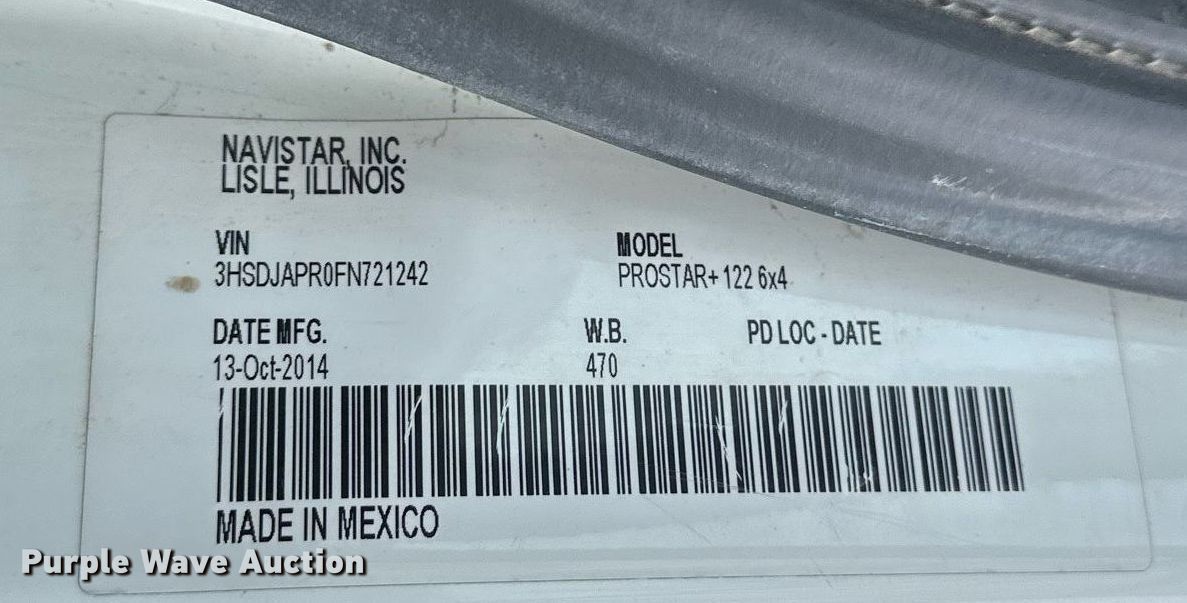 NAVISTAR, INC.
LISLE, ILLINOIS
VIN
3HSDJAPR0FN721242
MODEL
PROSTAR+ 122 6x4
DATE MFG.
13-Oct-2014
W.B.
470
PD LOC - DATE
MADE IN MEXICO
Purple Wave Auction